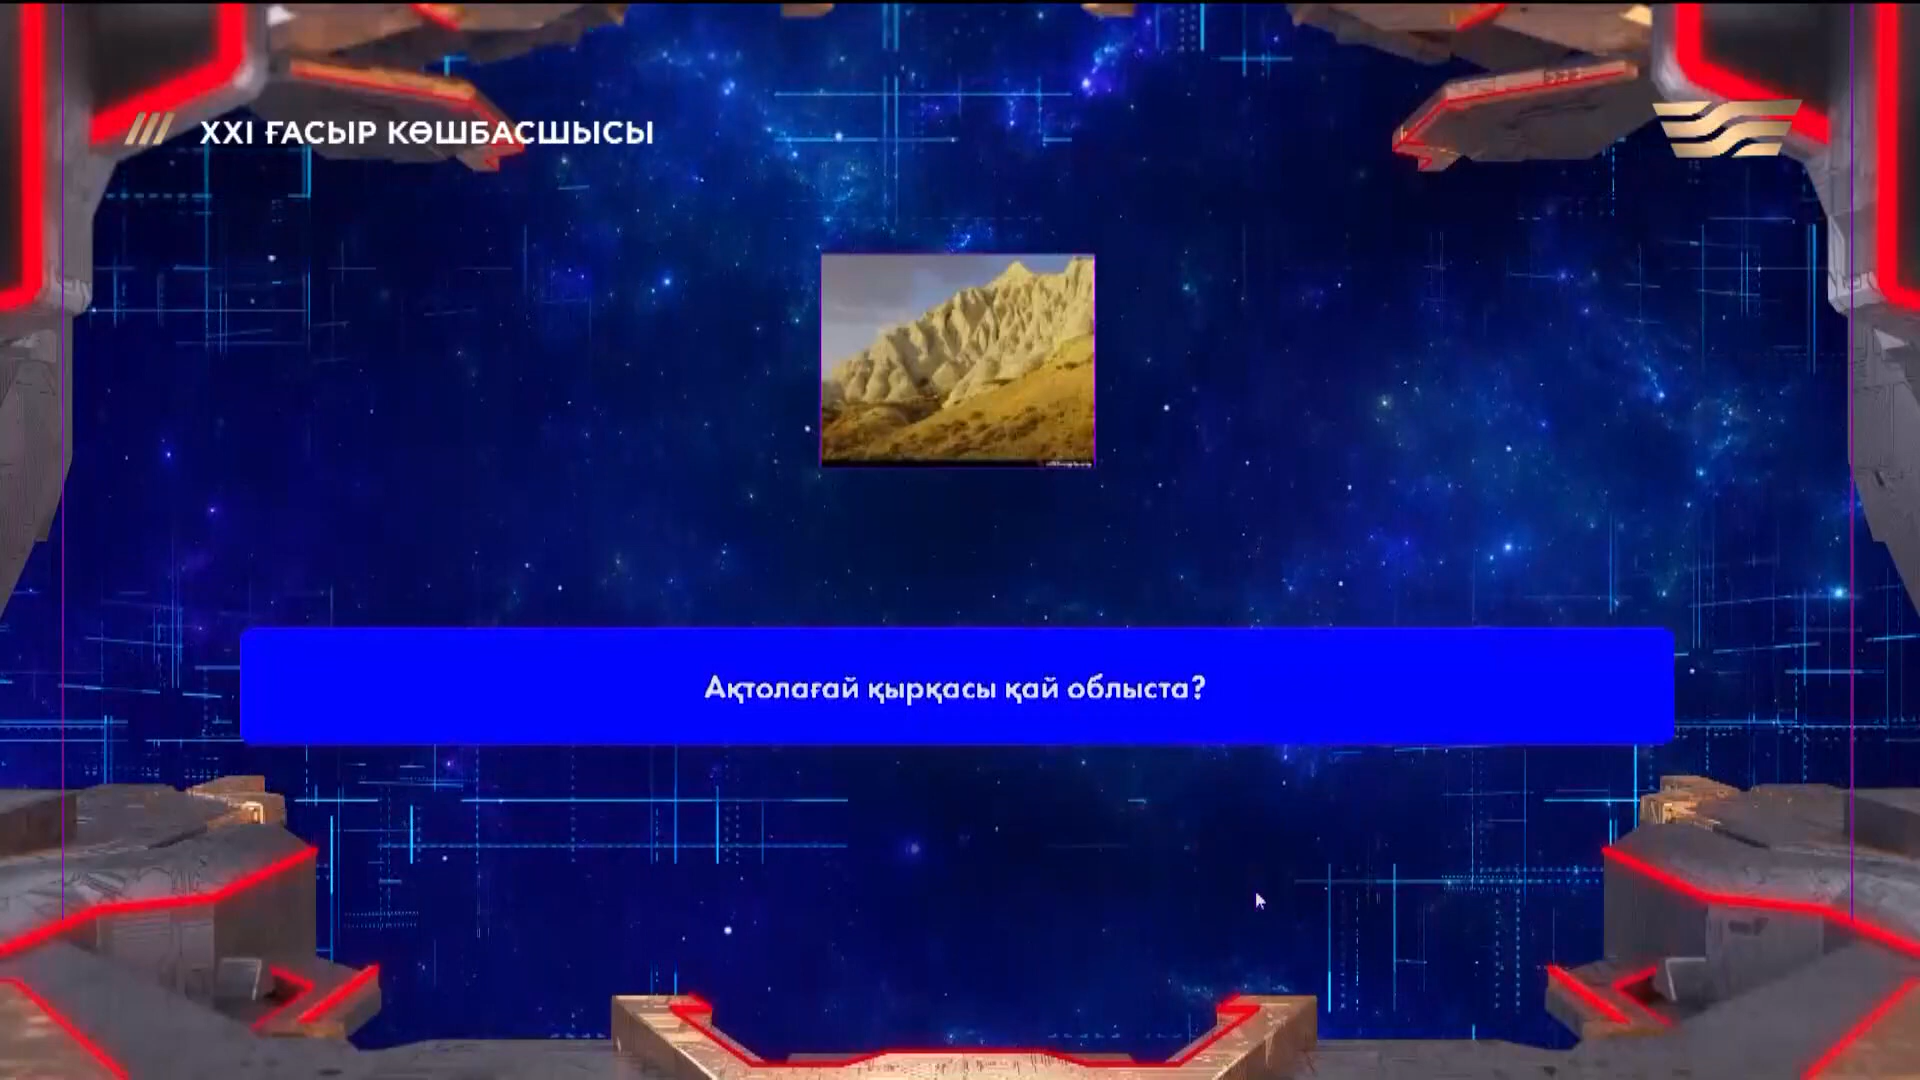 XXI ҒАСЫР КӨШБАСШЫСЫ
Ақтолағай қырқасы қай облыста?